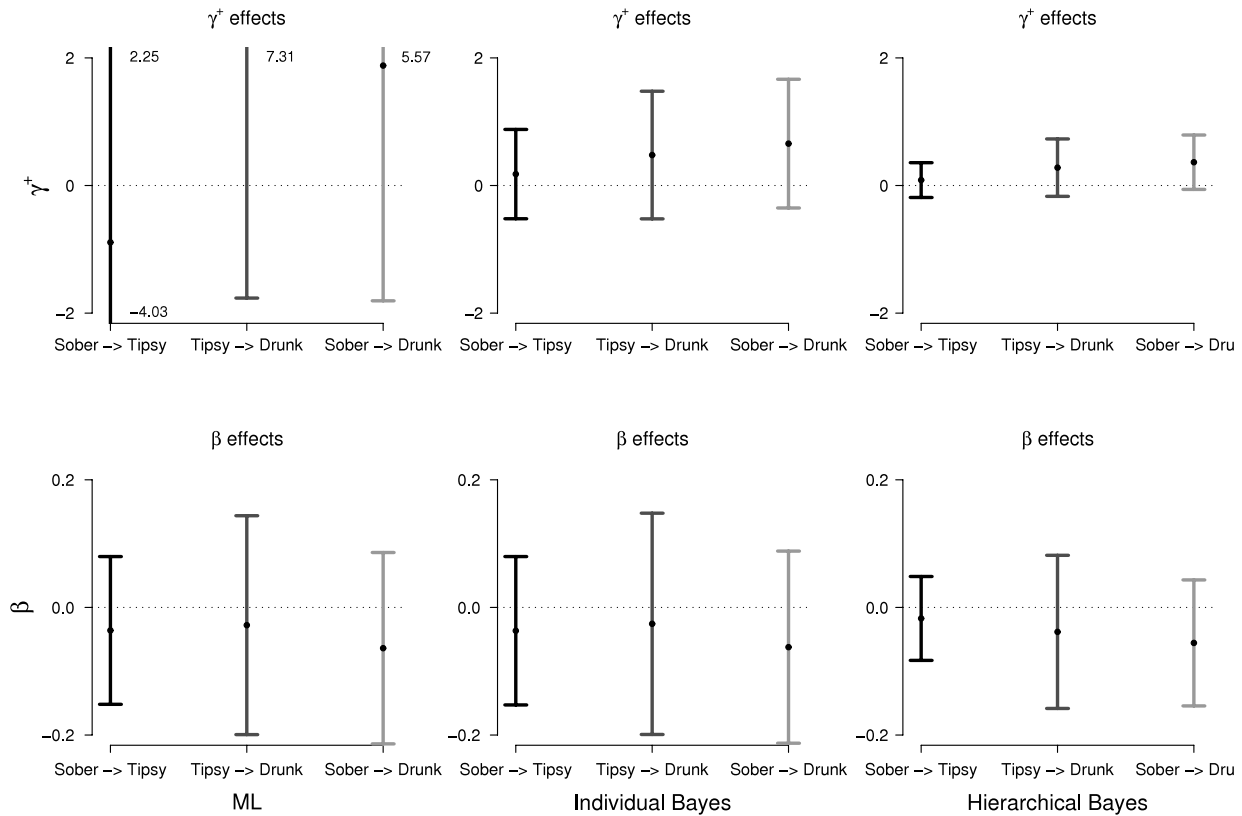 γ+ effects
γ+ effects
γ+ effects
γ+
2
0
−2
2.25
7.31
5.57
−4.03
Sober −> Tipsy
Tipsy −> Drunk
Sober −> Drunk
2
0
−2
Sober −> Tipsy
Tipsy −> Drunk
Sober −> Drunk
2
0
−2
Sober −> Tipsy
Tipsy −> Drunk
Sober −> Dru
β effects
β effects
β effects
β
0.2
0.0
−0.2
Sober −> Tipsy
Tipsy −> Drunk
Sober −> Drunk
0.2
0.0
−0.2
Sober −> Tipsy
Tipsy −> Drunk
Sober −> Drunk
0.2
0.0
−0.2
Sober −> Tipsy
Tipsy −> Drunk
Sober −> Dru
ML
Individual Bayes
Hierarchical Bayes